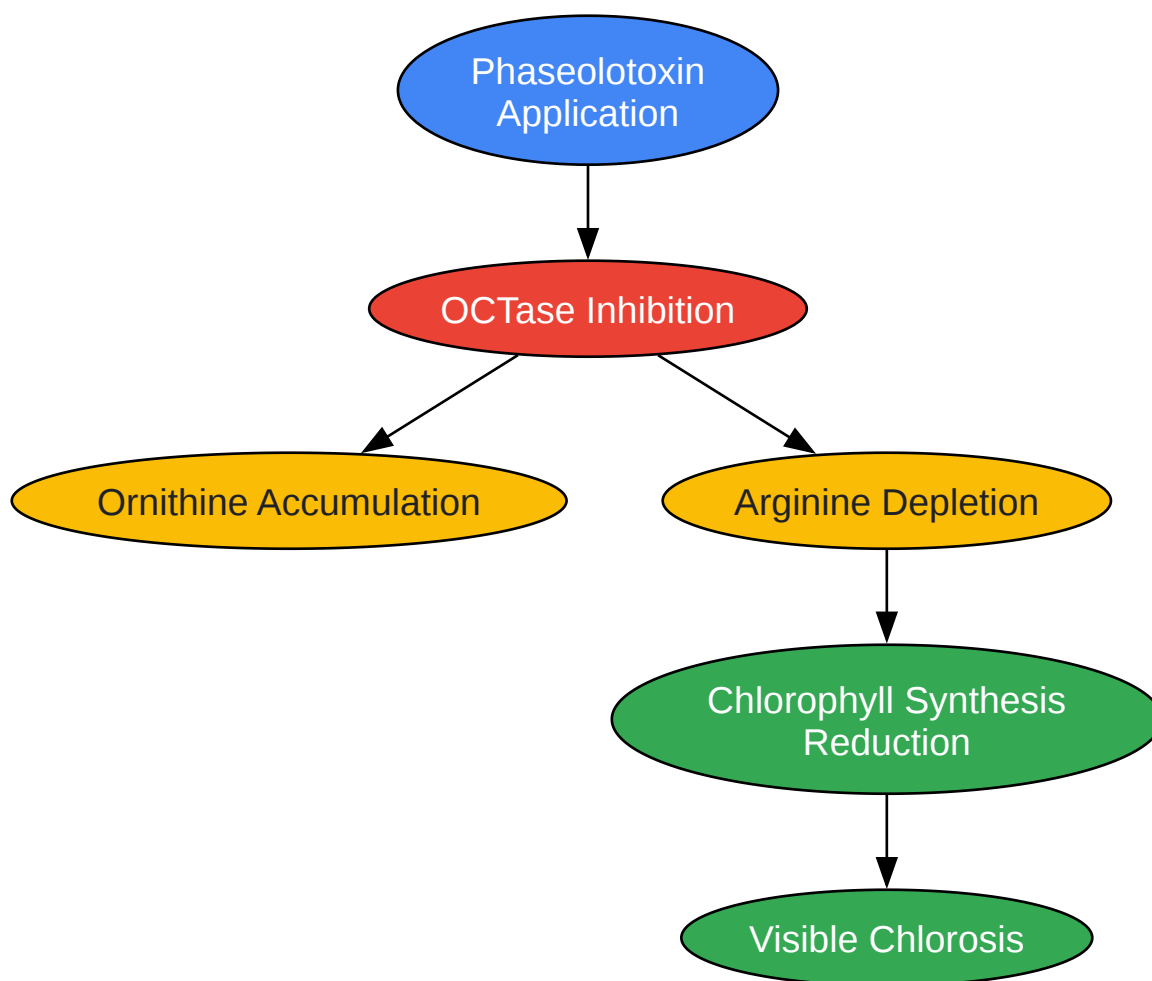 Phaseolotoxin
Application
OCTase Inhibition
Ornithine Accumulation
Arginine Depletion
Chlorophyll Synthesis
Reduction
Visible Chlorosis